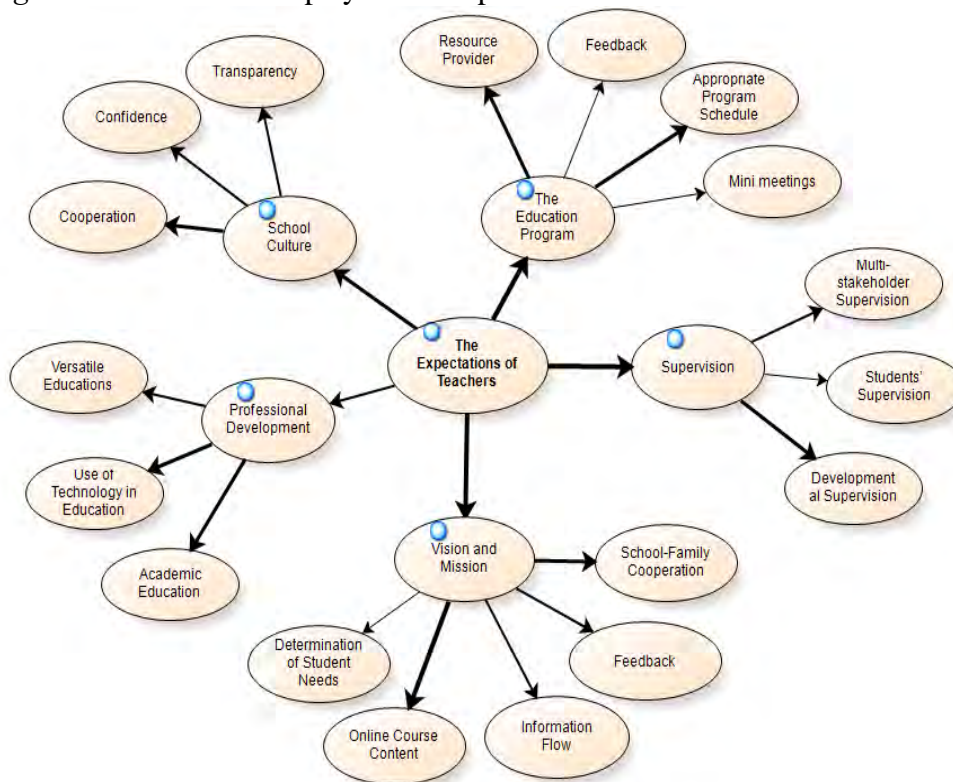 Resource
Provider
Feedback
Transparency
Appropriate
Program
Schedule
Confidence
Mini meetings
Cooperation
School
Culture
The
Education
Program
Multi-
stakeholder
Supervision
The
Expectations of
Teachers
Supervision
Students'
Supervision
Versatile
Educations
Professional
Development
Use of
Technology in
Education
Development
al Supervision
Academic
Education
Vision and
Mission
School-Family
Cooperation
Determination
of Student
Needs
Feedback
Online Course
Content
Information
Flow